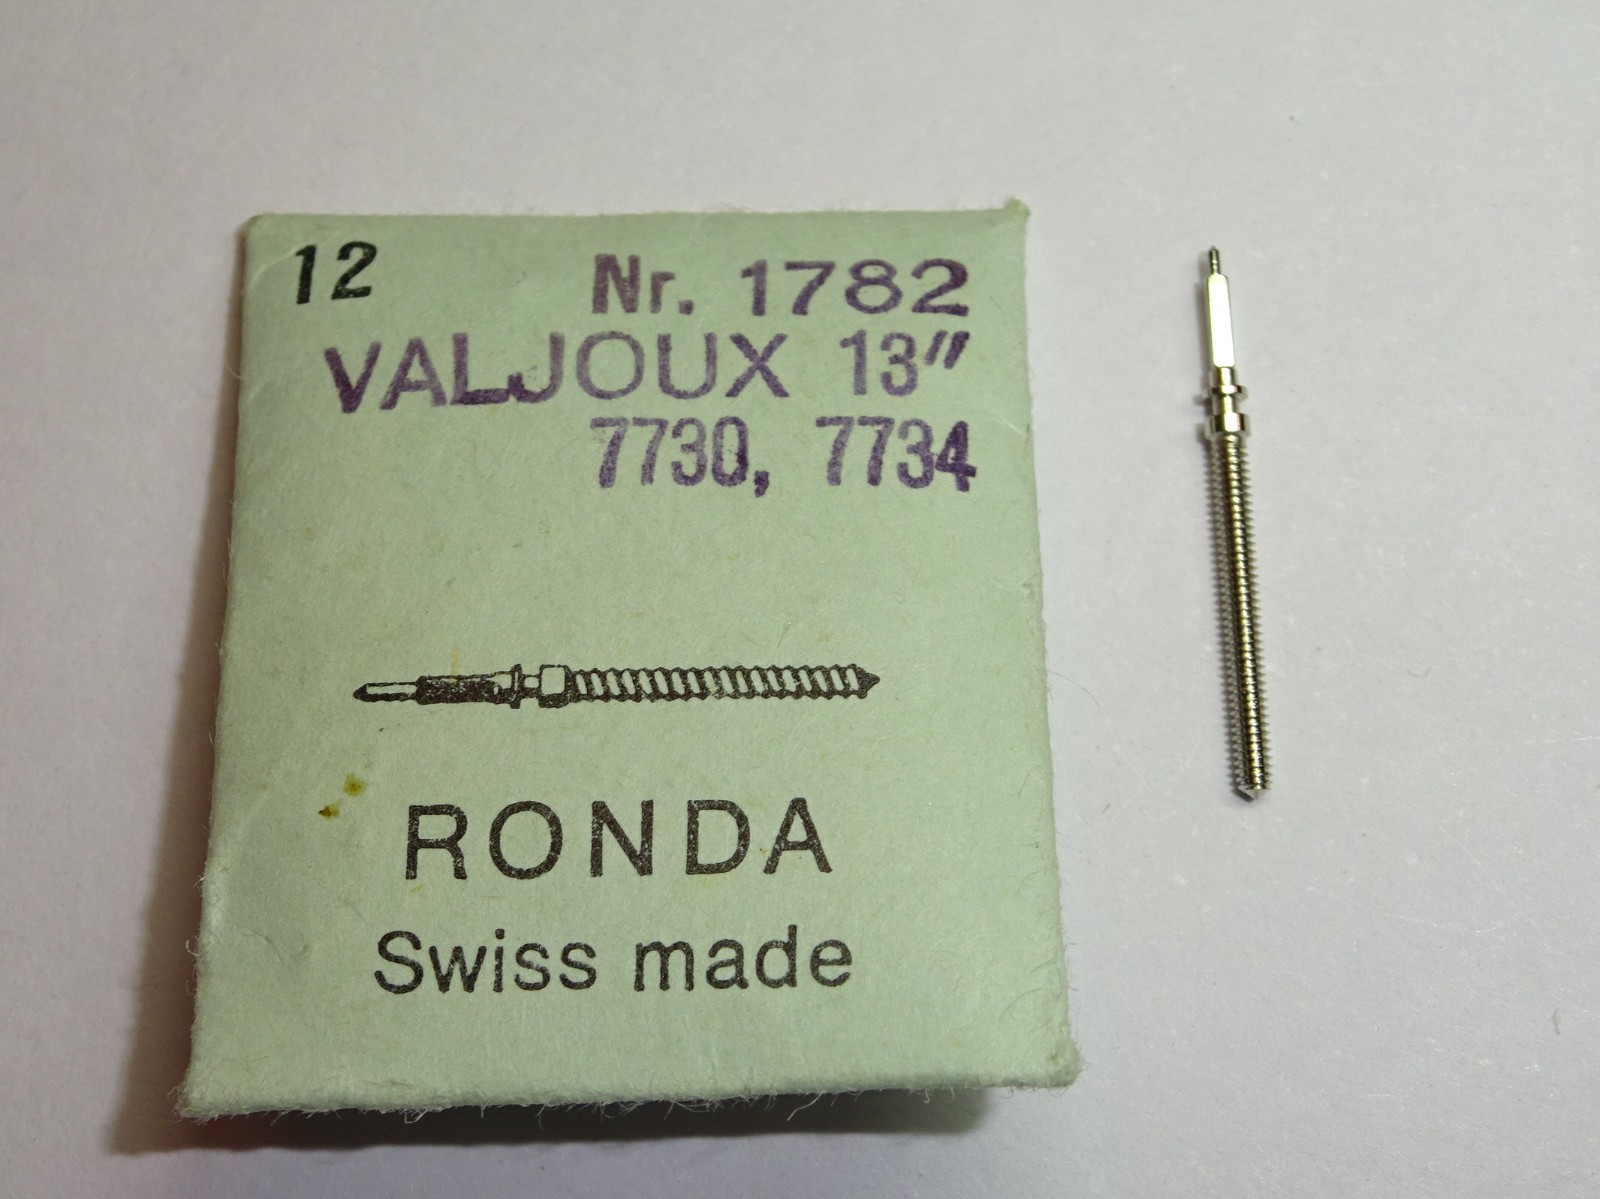 12 Nr. 1782
VALJOUX 13'''
7730, 7734
RONDA
Swiss made